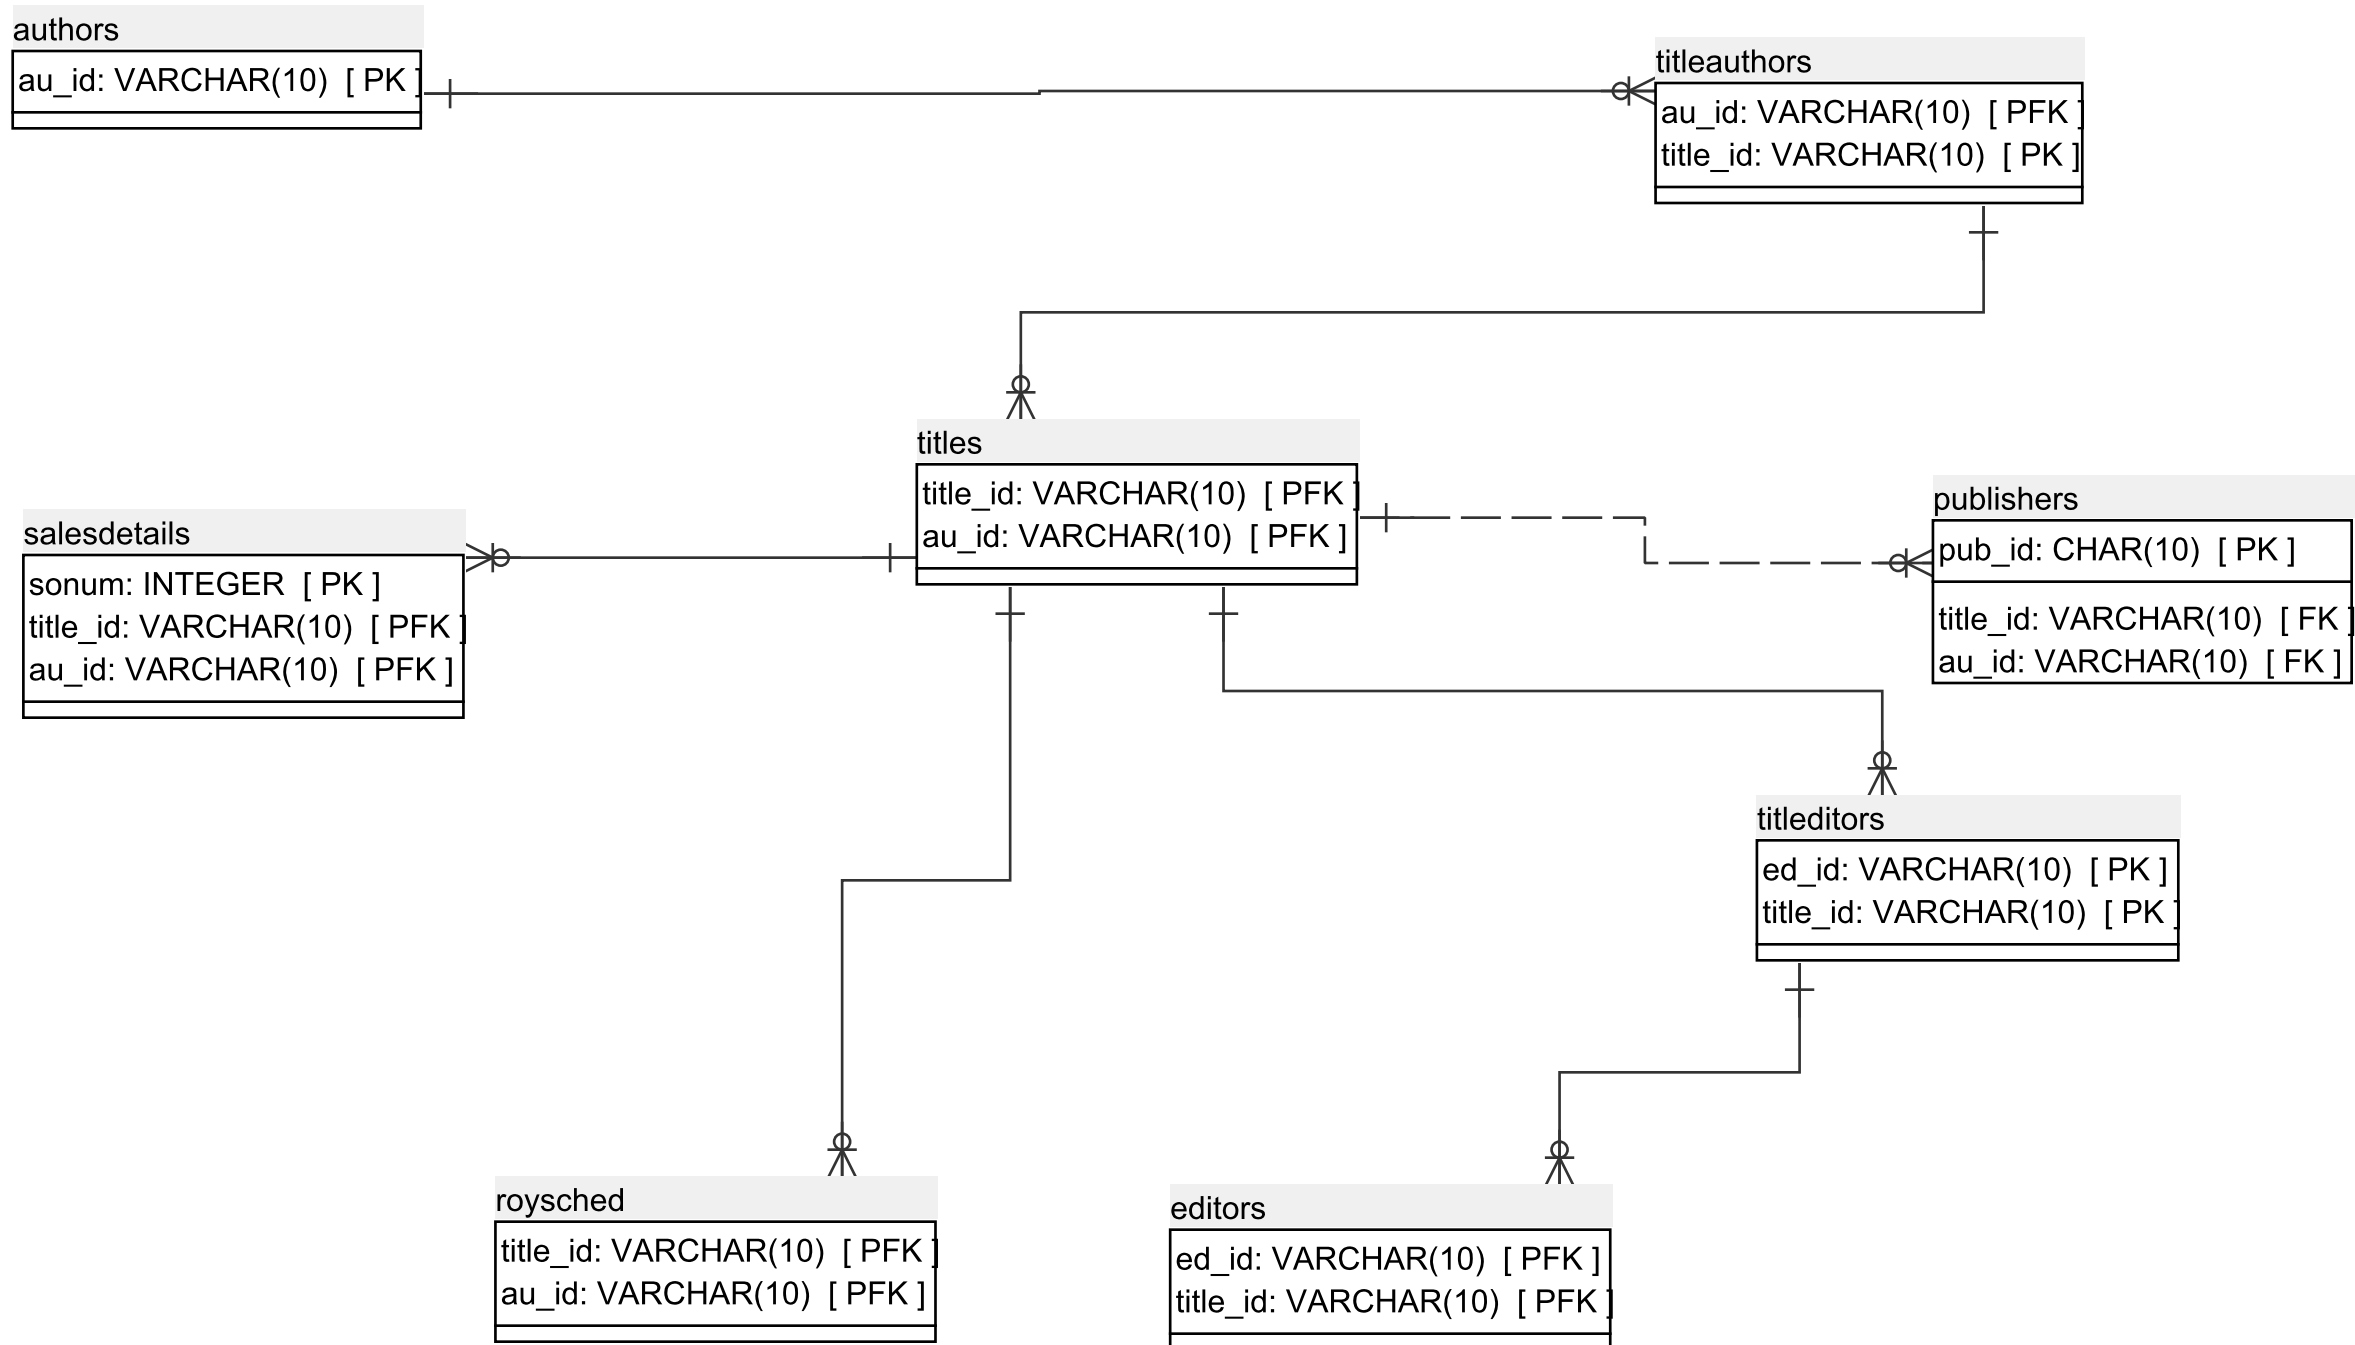 authors
au_id: VARCHAR(10) [ PK ]
titleauthors
au_id: VARCHAR(10) [ PFK ]
title_id: VARCHAR(10) [ PK ]
titles
title_id: VARCHAR(10) [ PFK ]
au_id: VARCHAR(10) [ PFK ]
publishers
pub_id: CHAR(10) [ PK ]
title_id: VARCHAR(10) [ FK ]
au_id: VARCHAR(10) [ FK ]
salesdetails
sonum: INTEGER [ PK ]
title_id: VARCHAR(10) [ PFK ]
au_id: VARCHAR(10) [ PFK ]
titleditors
ed_id: VARCHAR(10) [ PK ]
title_id: VARCHAR(10) [ PK ]
roysched
title_id: VARCHAR(10) [ PFK ]
au_id: VARCHAR(10) [ PFK ]
editors
ed_id: VARCHAR(10) [ PFK ]
title_id: VARCHAR(10) [ PFK ]